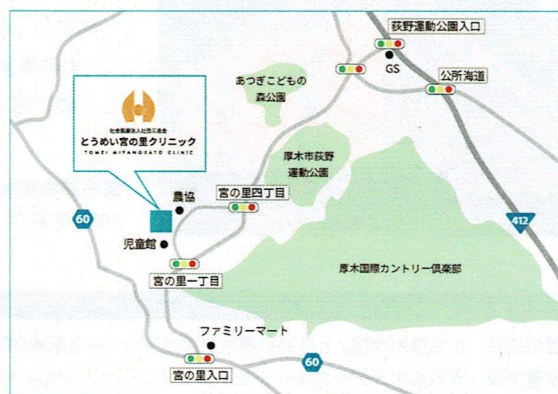 荻野運動公園入口
GS
公所海道
あつぎこどもの
森公園
社会医療法人社団三思会
とうめい宮の里クリニック
TOMEI MIYANOSATO CLINIC
厚木市荻野
運動公園
農協
宮の里四丁目
60
412
児童館
厚木国際カントリー倶楽部
宮の里一丁目
ファミリーマート
宮の里入口
60